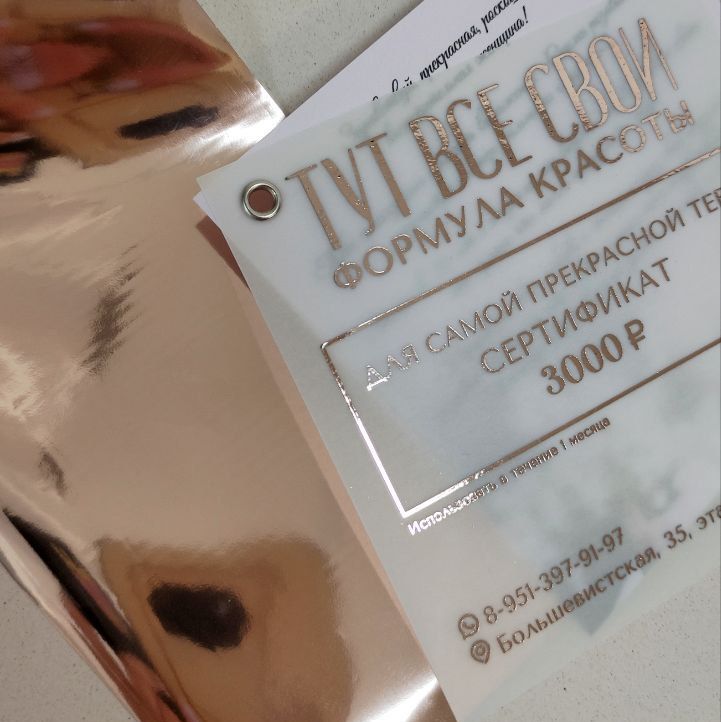 прекрасная,
ТУТ ВСЕ СВОИ
ФОРМУЛА КРАСОТЫ
ДЛЯ САМОЙ ПРЕКРАСНОЙ
СЕРТИФИКАТ
3000 ₽
Использовать в течение 1 месяца
8-951-397-91-97
Большевистская, 35,